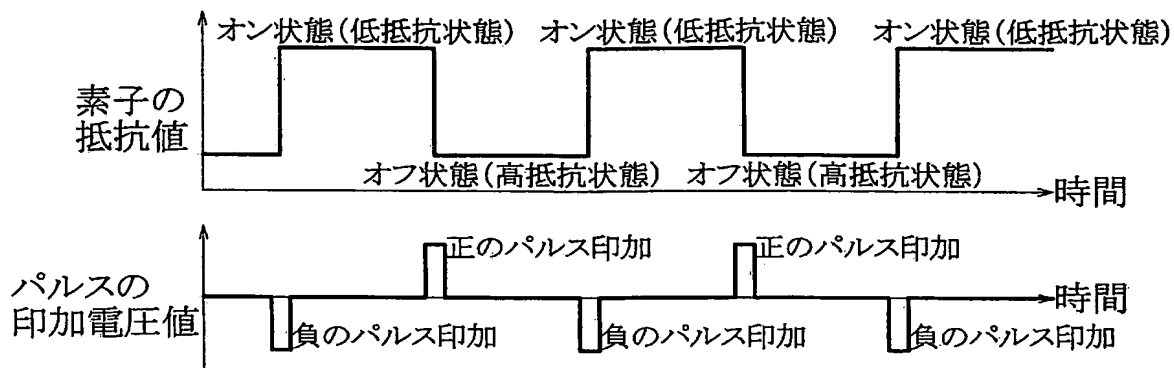 オン状態(低抵抗状態) オン状態(低抵抗状態) オン状態(低抵抗状態)
素子の
抵抗値
オフ状態(高抵抗状態) オフ状態(高抵抗状態)
時間
正のパルス印加 正のパルス印加
パルスの
印加電圧値
時間
負のパルス印加 負のパルス印加 負のパルス印加